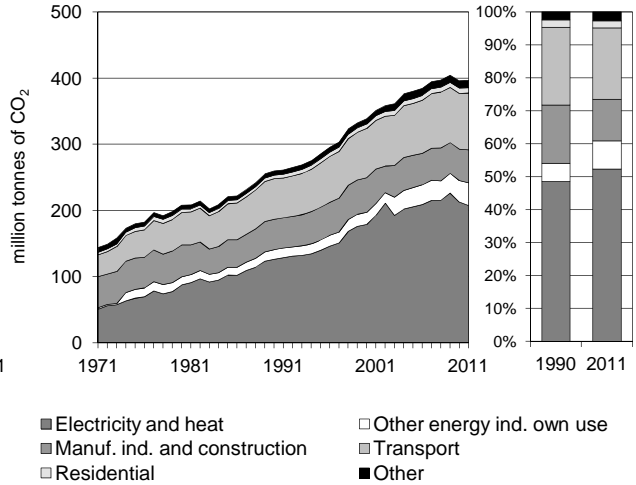 million tonnes of CO2
500
400
300
200
100
0
1971 1981 1991 2001 2011
100%
90%
80%
70%
60%
50%
40%
30%
20%
10%
0%
1990 2011
1
Electricity and heat
Other energy ind. own use
Manuf. ind. and construction
Transport
Residential
Other